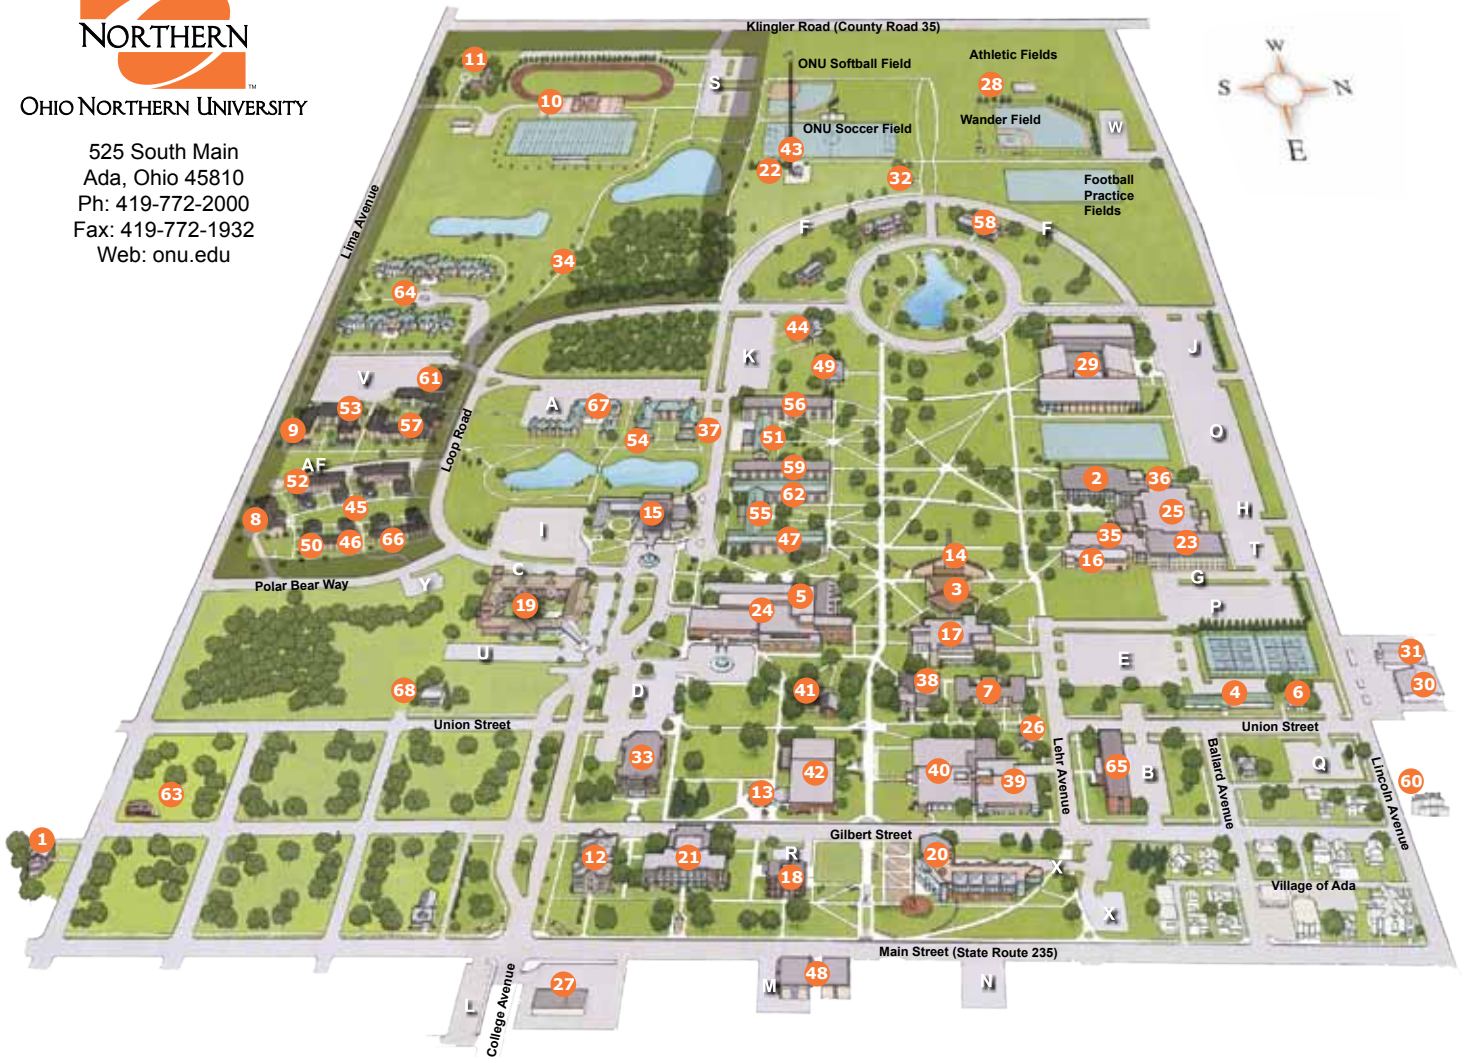 NORTHERN
™
OHIO NORTHERN UNIVERSITY
525 South Main
Ada, Ohio 45810
Ph: 419-772-2000
Fax: 419-772-1932
Web: onu.edu
Klingler Road (County Road 35)
W
S
N
E
11
10
S
ONU Softball Field
Athletic Fields
28
Wander Field
W
ONU Soccer Field
43
22
32
Football
Practice
Fields
Lima Avenue
34
F
58
F
64
44
K
49
29
J
V
61
53
9
57
A
67
54
37
56
51
O
Loop Road
AF
52
45
8
50
46
66
59
62
55
47
15
I
2
36
25
H
35
23
16
T
14
G
Polar Bear Way
Y
C
19
5
24
3
P
17
U
E
31
30
68
D
41
38
7
4
6
Union Street
Union Street
26
33
42
40
39
Lehr Avenue
65
B
Ballard Avenue
Q
Lincoln Avenue
60
63
13
1
Gilbert Street
12
21
R
18
20
X
X
Village of Ada
Main Street (State Route 235)
L
College Avenue
27
M
48
N